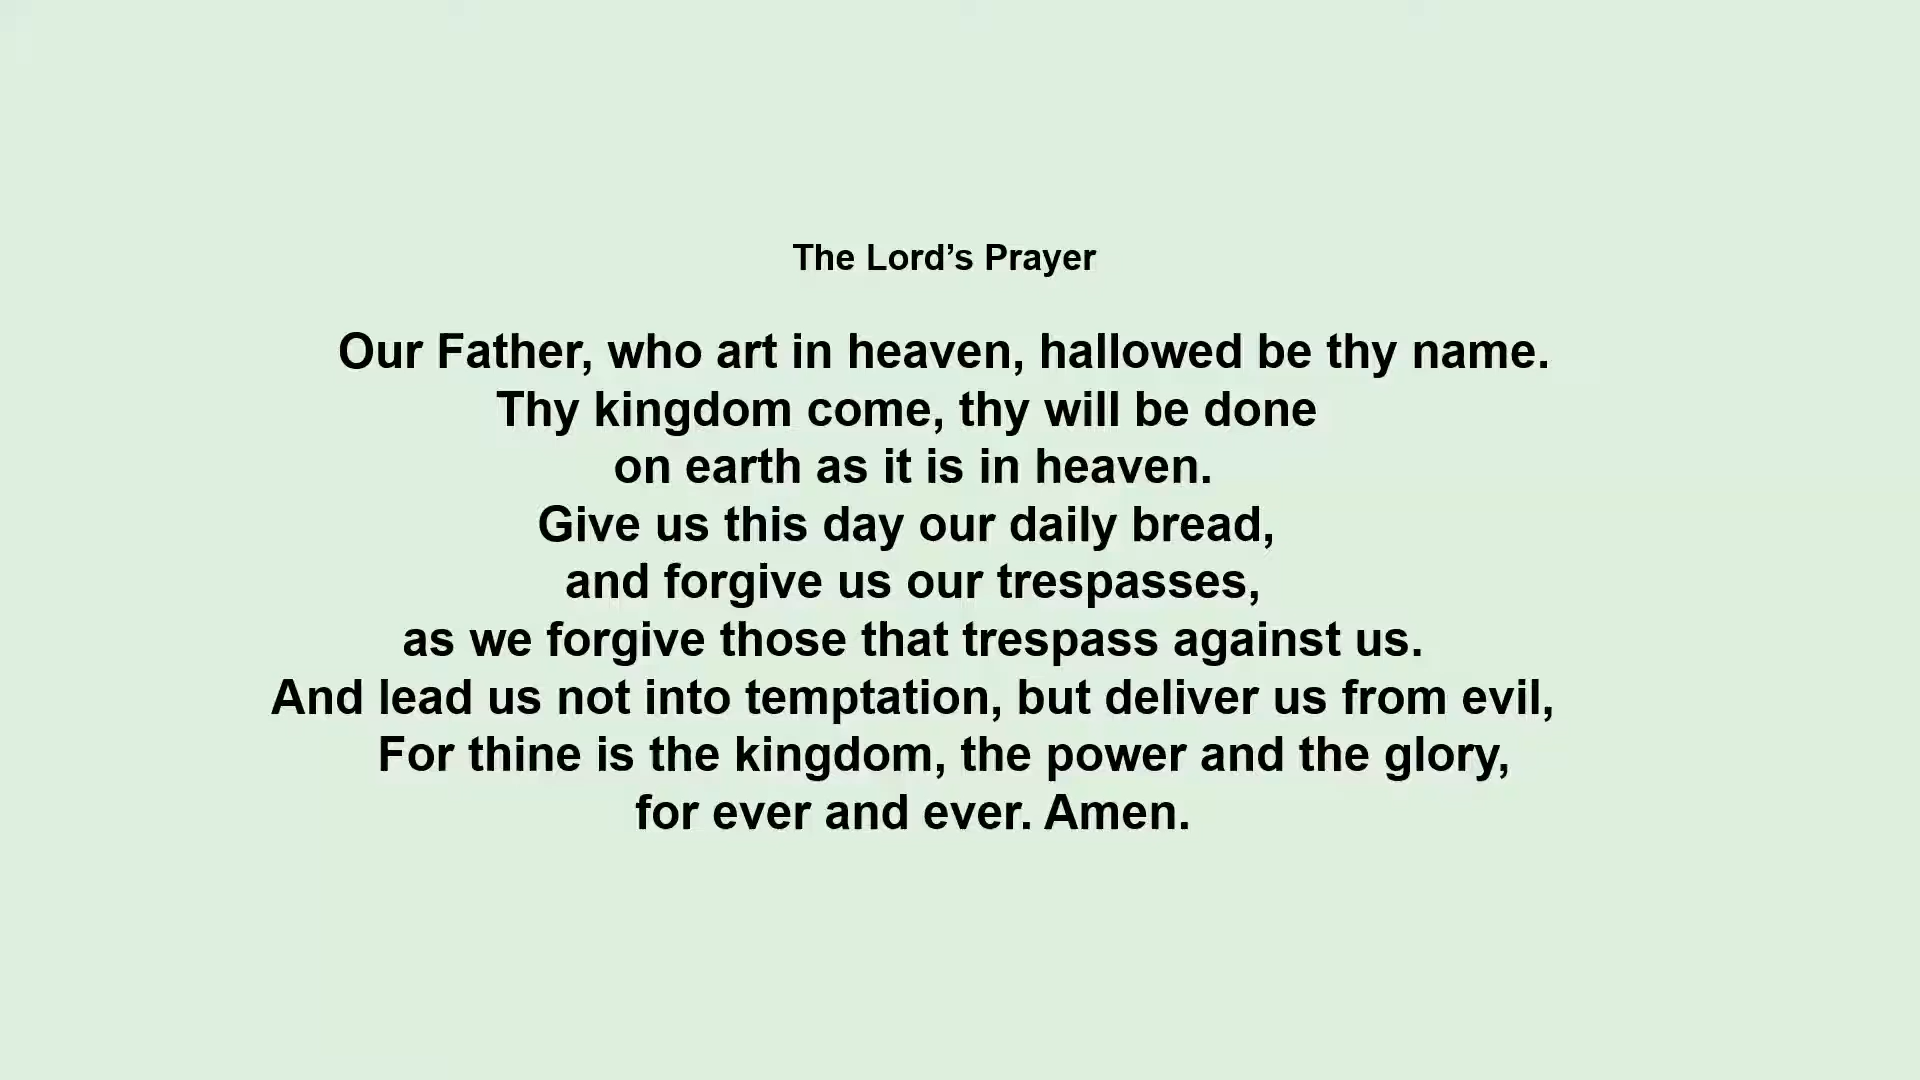 The Lord’s Prayer
Our Father, who art in heaven, hallowed be thy name.
Thy kingdom come, thy will be done
on earth as it is in heaven.
Give us this day our daily bread,
and forgive us our trespasses,
as we forgive those that trespass against us.
And lead us not into temptation, but deliver us from evil,
For thine is the kingdom, the power and the glory,
for ever and ever. Amen.